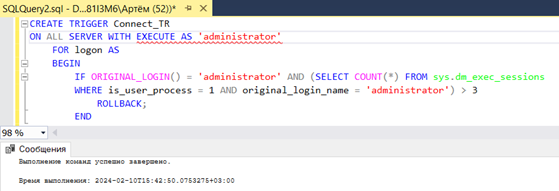 SQLQuery2.sql - D...81I3M6\Артём (52))*
CREATE TRIGGER Connect_TR
ON ALL SERVER WITH EXECUTE AS 'administrator'
FOR logon AS
BEGIN
IF ORIGINAL_LOGIN() = 'administrator' AND (SELECT COUNT(*) FROM sys.dm_exec_sessions
WHERE is_user_process = 1 AND original_login_name = 'administrator') > 3
ROLLBACK;
END
98 %
Сообщения
Выполнение команд успешно завершено.
Время выполнения: 2024-02-10T15:42:50.0753275+03:00